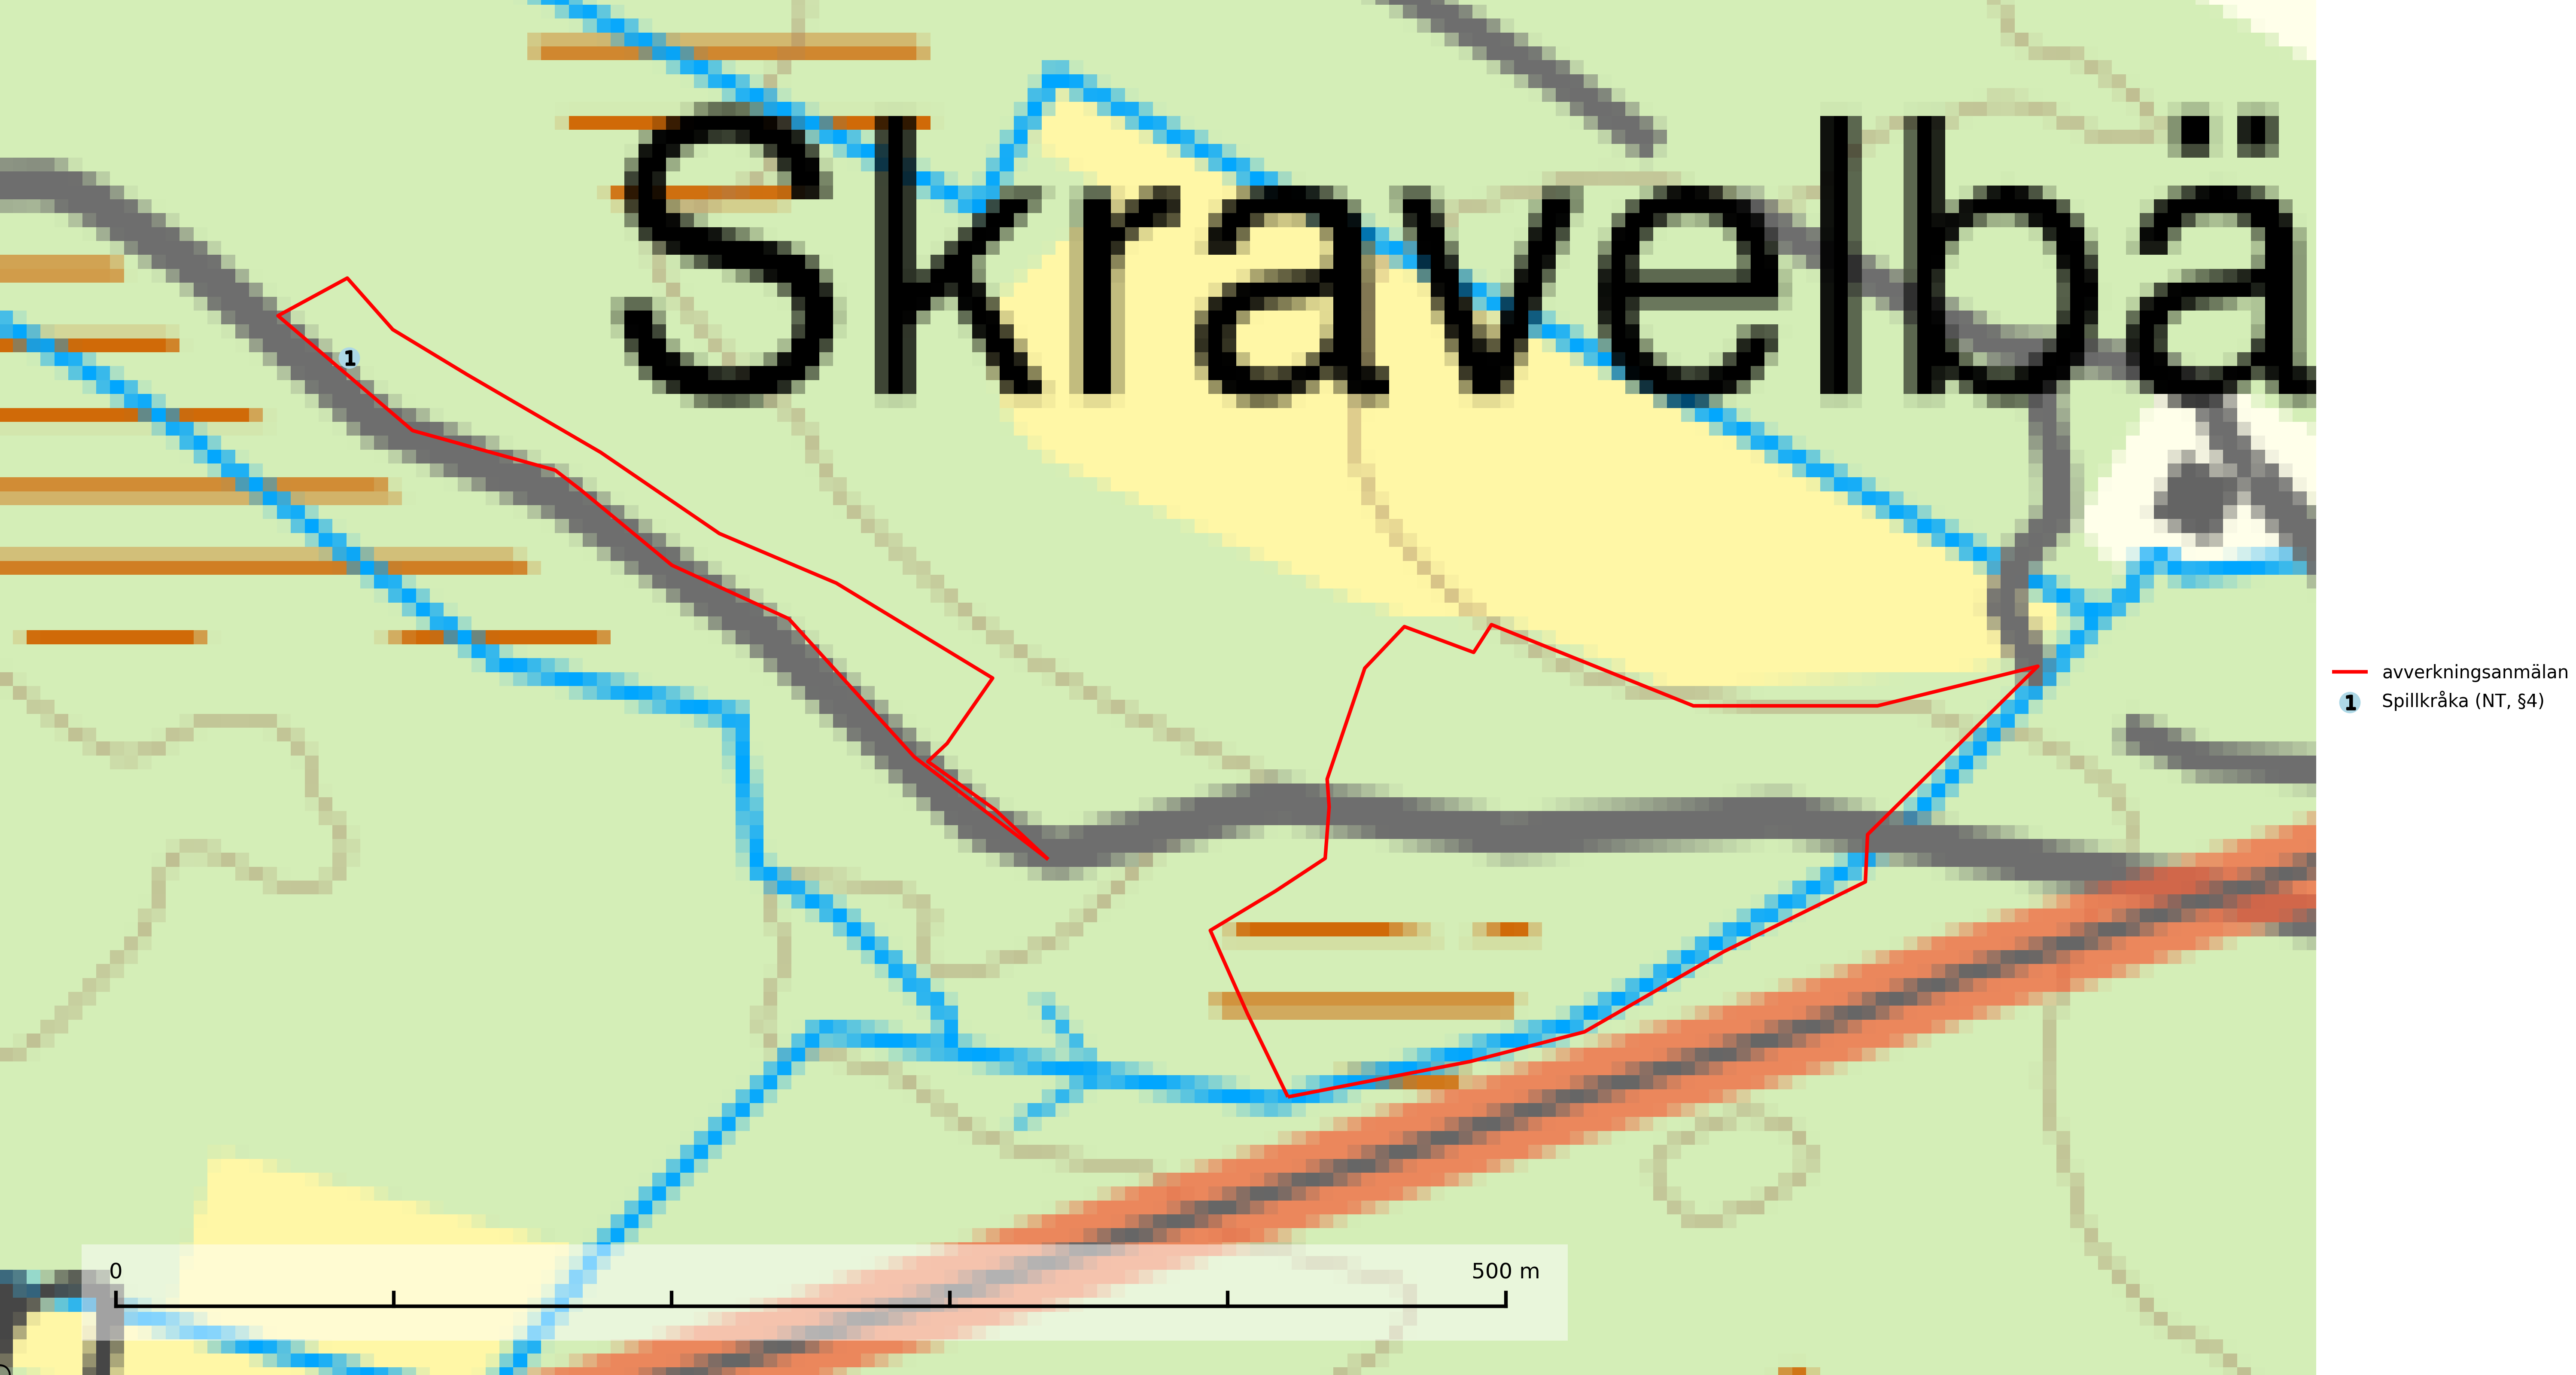 Skravelbä
1
avverkningsanmälan
1 Spillkråka (NT, §4)
0 500 m